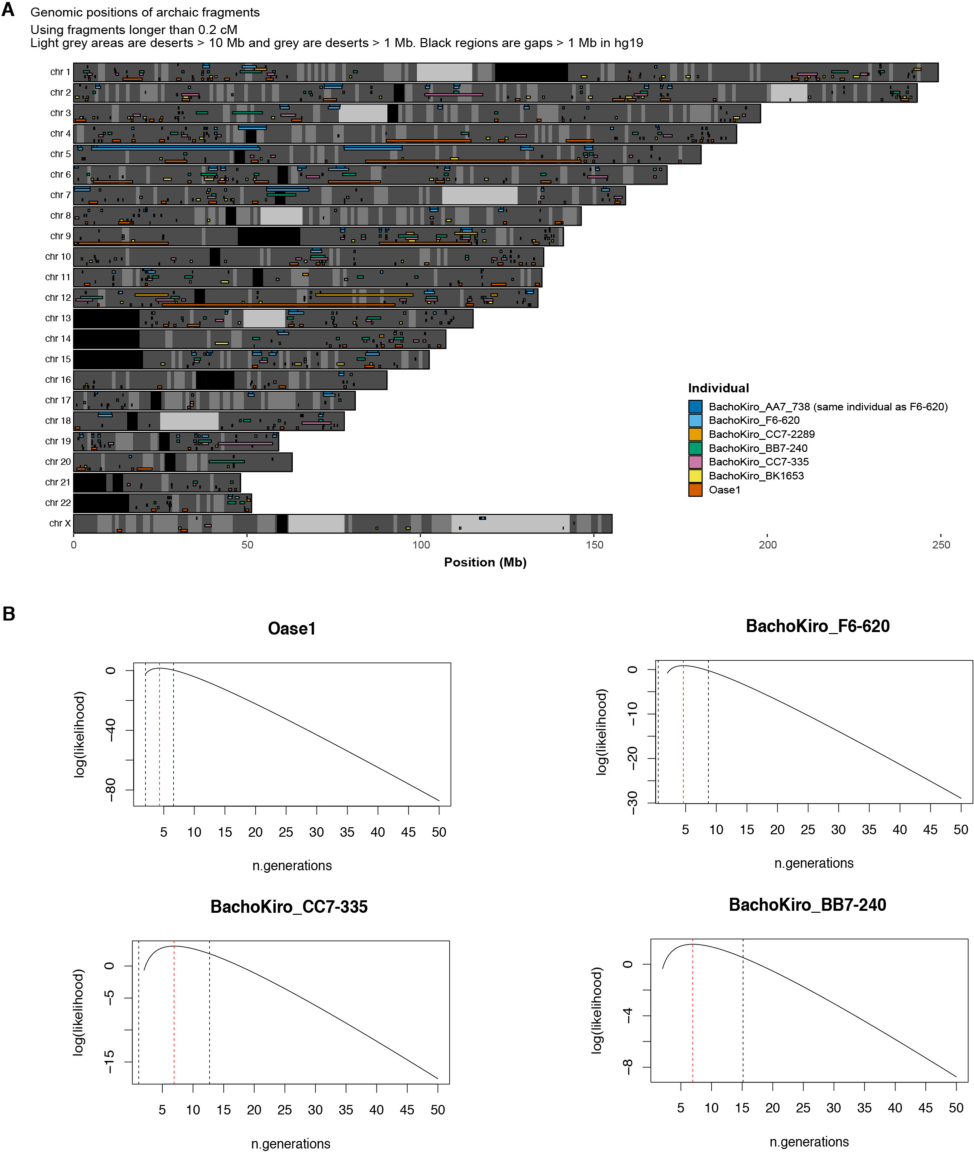 A
Genomic positions of archaic fragments
Using fragments longer than 0.2 cM
Light grey areas are deserts > 10 Mb and grey are deserts > 1 Mb. Black regions are gaps > 1 Mb in hg19
chr 1
chr 2
chr 3
chr 4
chr 5
chr 6
chr 7
chr 8
chr 9
chr 10
chr 11
chr 12
chr 13
chr 14
chr 15
chr 16
chr 17
chr 18
chr 19
chr 20
chr 21
chr 22
chr X
0 50 100 150 200 250
Position (Mb)
Individual
BachoKiro_AA7_738 (same individual as F6-620)
BachoKiro_F6-620
BachoKiro_CC7-2289
BachoKiro_BB7-240
BachoKiro_CC7-335
BachoKiro_BK1653
Oase1
B
Oase1
log(likelihood)
0
−40
−80
5 10 15 20 25 30 35 40 45 50
n.generations
BachoKiro_F6-620
log(likelihood)
0
−10
−20
−30
5 10 15 20 25 30 35 40 45 50
n.generations
BachoKiro_CC7-335
log(likelihood)
0
−5
−15
5 10 15 20 25 30 35 40 45 50
n.generations
BachoKiro_BB7-240
log(likelihood)
0
−4
−8
5 10 15 20 25 30 35 40 45 50
n.generations